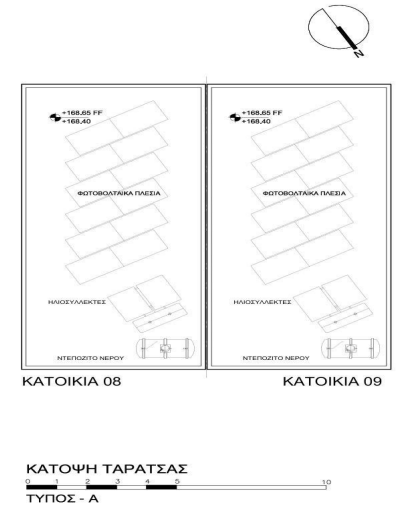 N
+168.65 FF
+168.40
+168.65 FF
+168.40
ΦΩΤΟΒΟΛΤΑΙΚΑ ΠΛΕΣΙΑ
ΦΩΤΟΒΟΛΤΑΙΚΑ ΠΛΕΣΙΑ
ΗΛΙΟΣΥΛΛΕΚΤΕΣ
ΗΛΙΟΣΥΛΛΕΚΤΕΣ
ΝΤΕΠΟΖΙΤΟ ΝΕΡΟΥ
ΝΤΕΠΟΖΙΤΟ ΝΕΡΟΥ
ΚΑΤΟΙΚΙΑ 08
ΚΑΤΟΙΚΙΑ 09
ΚΑΤΟΨΗ ΤΑΡΑΤΣΑΣ
0 1 2 3 4 5 10
ΤΥΠΟΣ - Α